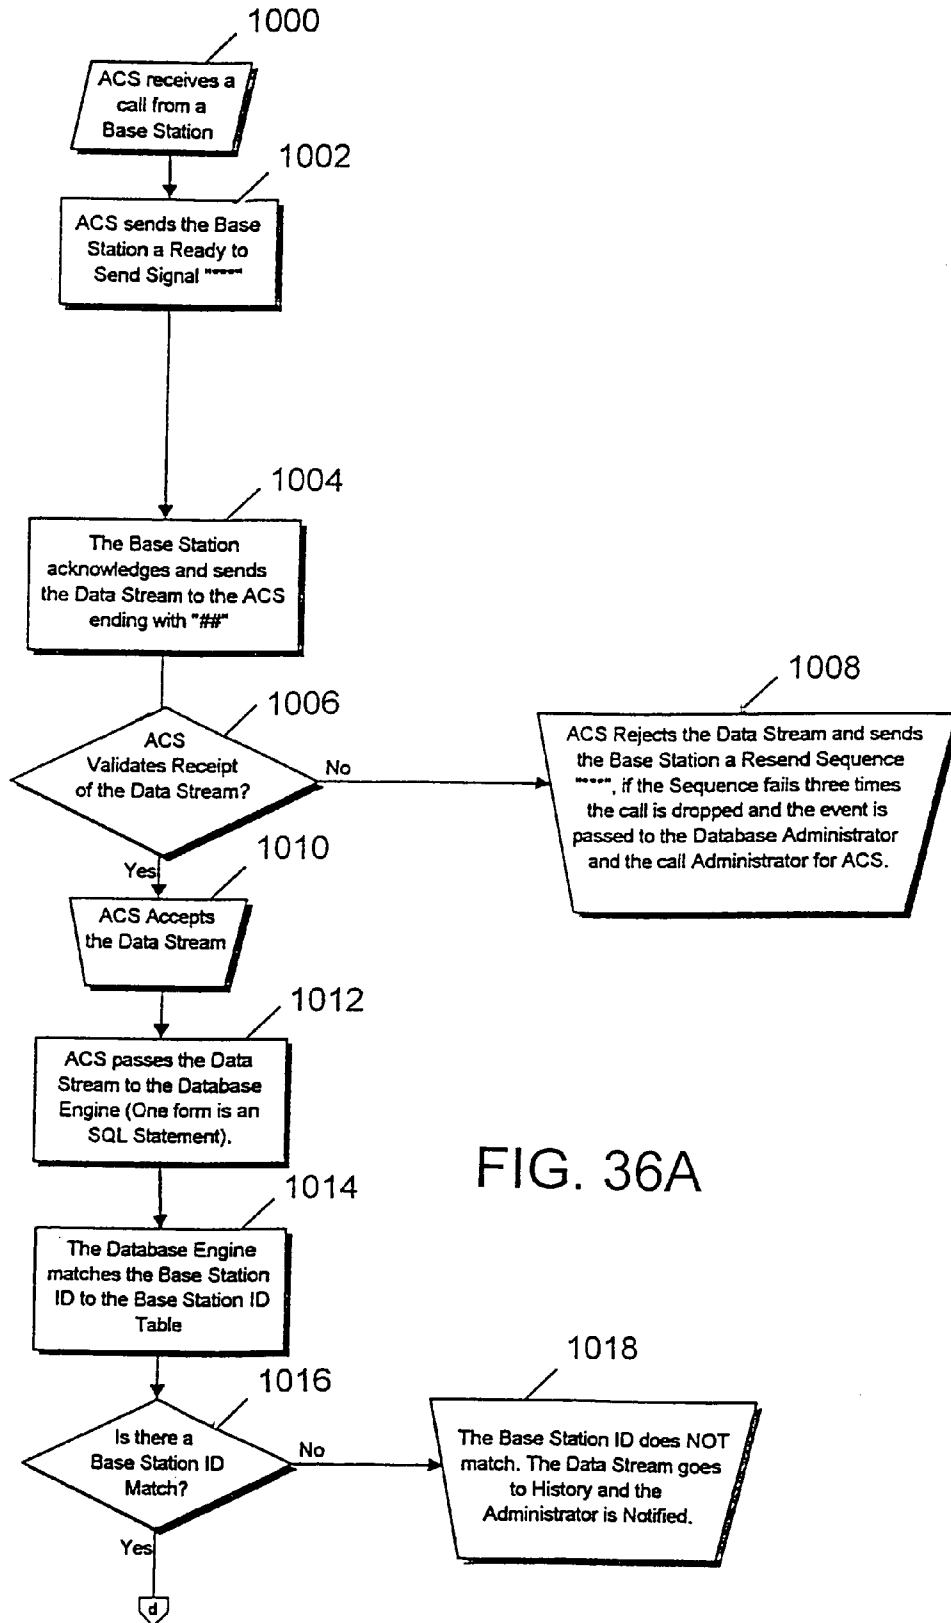 1000
ACS receives a
call from a
Base Station
1002
ACS sends the Base
Station a Ready to
Send Signal "****"
1004
The Base Station
acknowledges and sends
the Data Stream to the ACS
ending with "##"
1006
ACS
Validates Receipt
of the Data Stream?
No
Yes
1008
ACS Rejects the Data Stream and sends
the Base Station a Resend Sequence
"***", if the Sequence fails three times
the call is dropped and the event is
passed to the Database Administrator
and the call Administrator for ACS.
1010
ACS Accepts
the Data Stream
1012
ACS passes the Data
Stream to the Database
Engine (One form is an
SQL Statement).
FIG. 36A
1014
The Database Engine
matches the Base Station
ID to the Base Station ID
Table
1016
Is there a
Base Station ID
Match?
No
Yes
1018
The Base Station ID does NOT
match. The Data Stream goes
to History and the
Administrator is Notified.
d